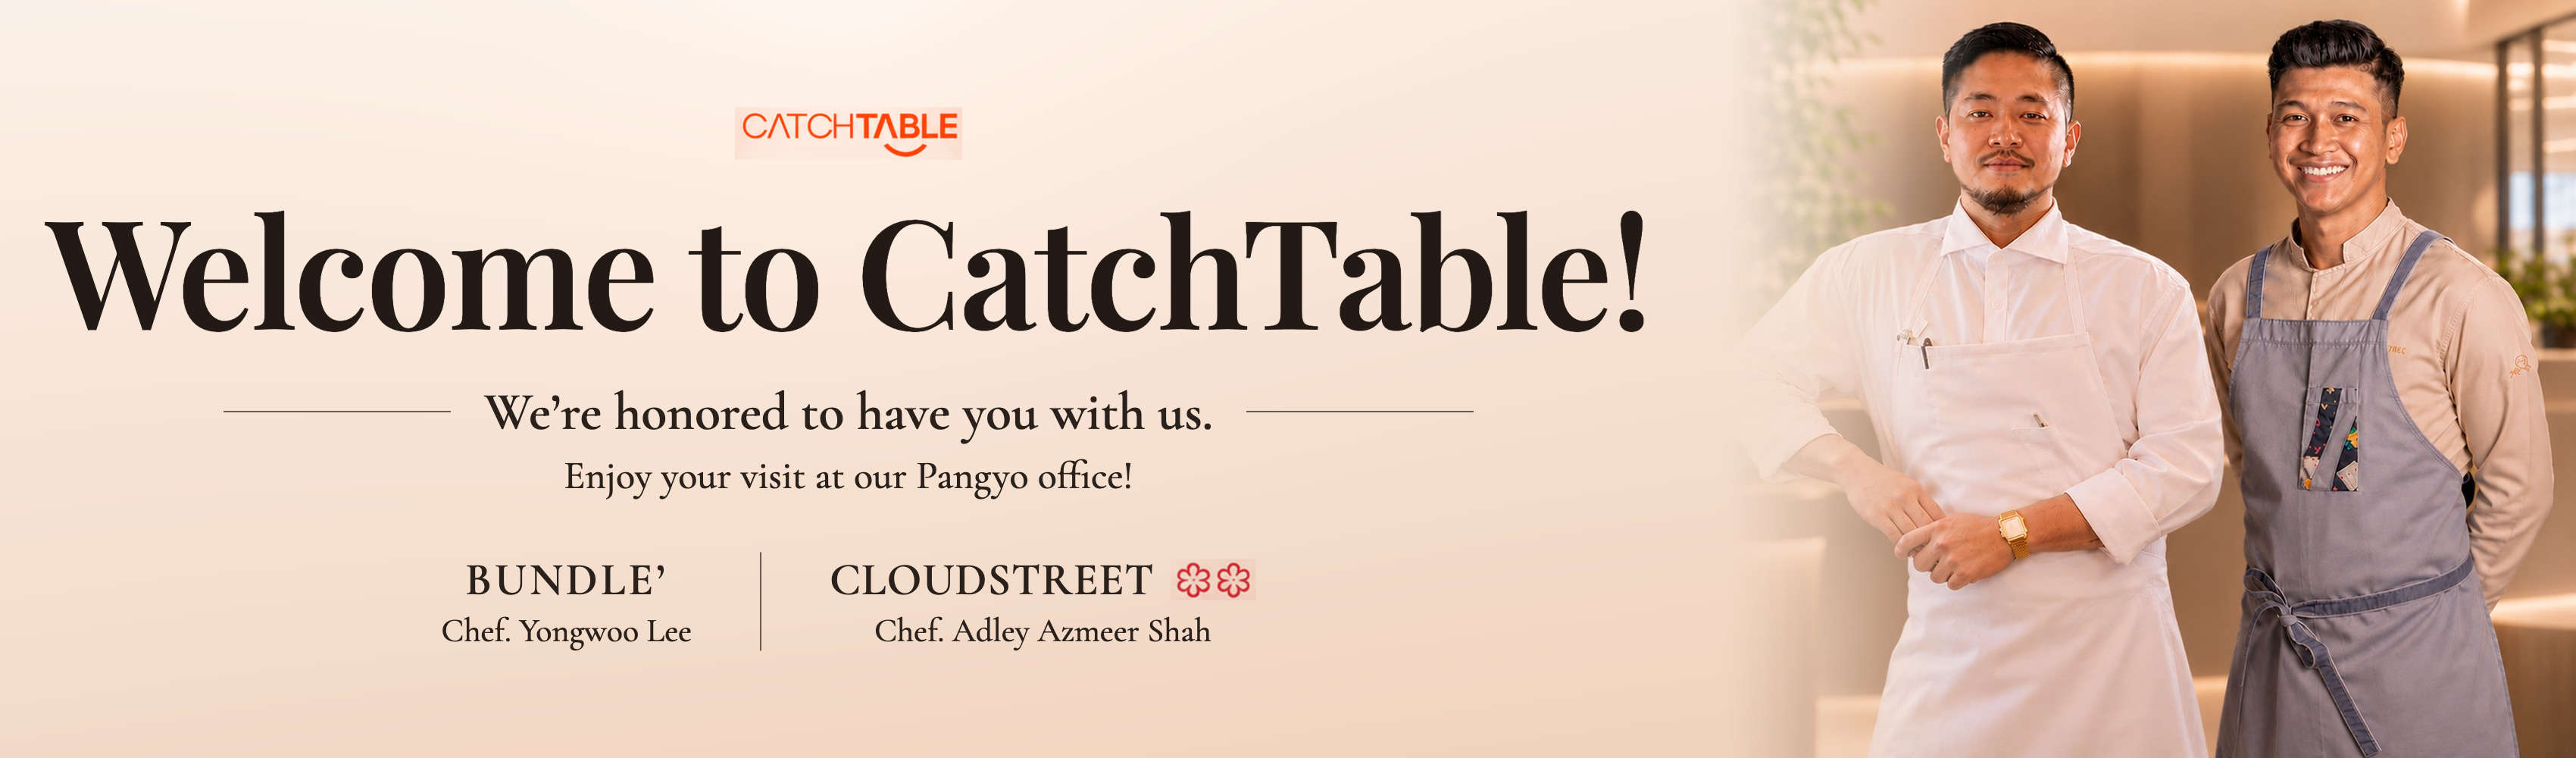 CATCHTABLE
Welcome to CatchTable!
We’re honored to have you with us.
Enjoy your visit at our Pangyo office!
BUNDLE’
Chef. Yongwoo Lee
CLOUDSTREET
Chef. Adley Azmeer Shah